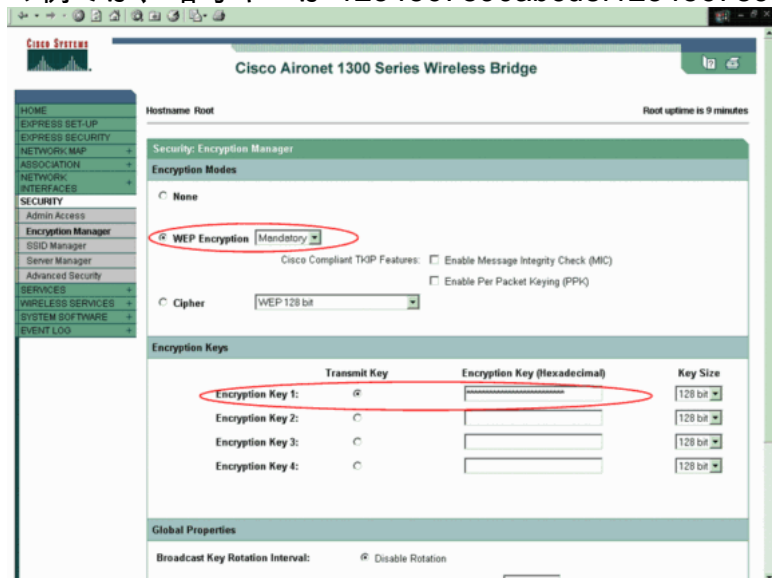 CISCO SYSTEMS
Cisco Aironet 1300 Series Wireless Bridge
HOME
EXPRESS SET-UP
EXPRESS SECURITY
NETWORK MAP +
ASSOCIATION +
NETWORK INTERFACES +
SECURITY
Admin Access
Encryption Manager
SSID Manager
Server Manager
Advanced Security
SERVICES +
WIRELESS SERVICES +
SYSTEM SOFTWARE +
EVENT LOG +
Hostname Root Root uptime is 9 minutes
Security: Encryption Manager
Encryption Modes
None
WEP Encryption Mandatory
Cisco Compliant TKIP Features: Enable Message Integrity Check (MIC)
Enable Per Packet Keying (PPK)
Cipher WEP 128 bit
Encryption Keys
Transmit Key Encryption Key (Hexadecimal) Key Size
Encryption Key 1: 128 bit
Encryption Key 2: 128 bit
Encryption Key 3: 128 bit
Encryption Key 4: 128 bit
Global Properties
Broadcast Key Rotation Interval: Disable Rotation